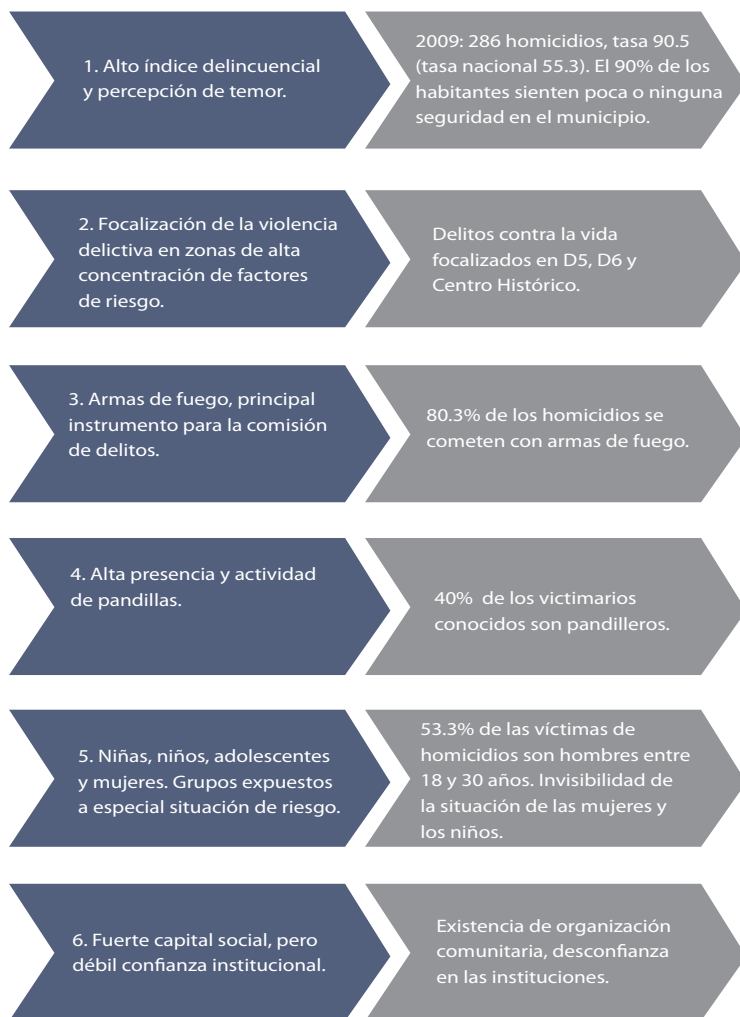 1. Alto índice delincuencial
y percepción de temor.
2009: 286 homicidios, tasa 90.5
(tasa nacional 55.3). El 90% de los
habitantes sienten poca o ninguna
seguridad en el municipio.
2. Focalización de la violencia
delictiva en zonas de alta
concentración de factores
de riesgo.
Delitos contra la vida
focalizados en D5, D6 y
Centro Histórico.
3. Armas de fuego, principal
instrumento para la comisión
de delitos.
80.3% de los homicidios se
cometen con armas de fuego.
4. Alta presencia y actividad
de pandillas.
40% de los victimarios
conocidos son pandilleros.
5. Niñas, niños, adolescentes
y mujeres. Grupos expuestos
a especial situación de riesgo.
53.3% de las víctimas de
homicidios son hombres entre
18 y 30 años. Invisibilidad de
la situación de las mujeres y
los niños.
6. Fuerte capital social, pero
débil confianza institucional.
Existencia de organización
comunitaria, desconfianza
en las instituciones.